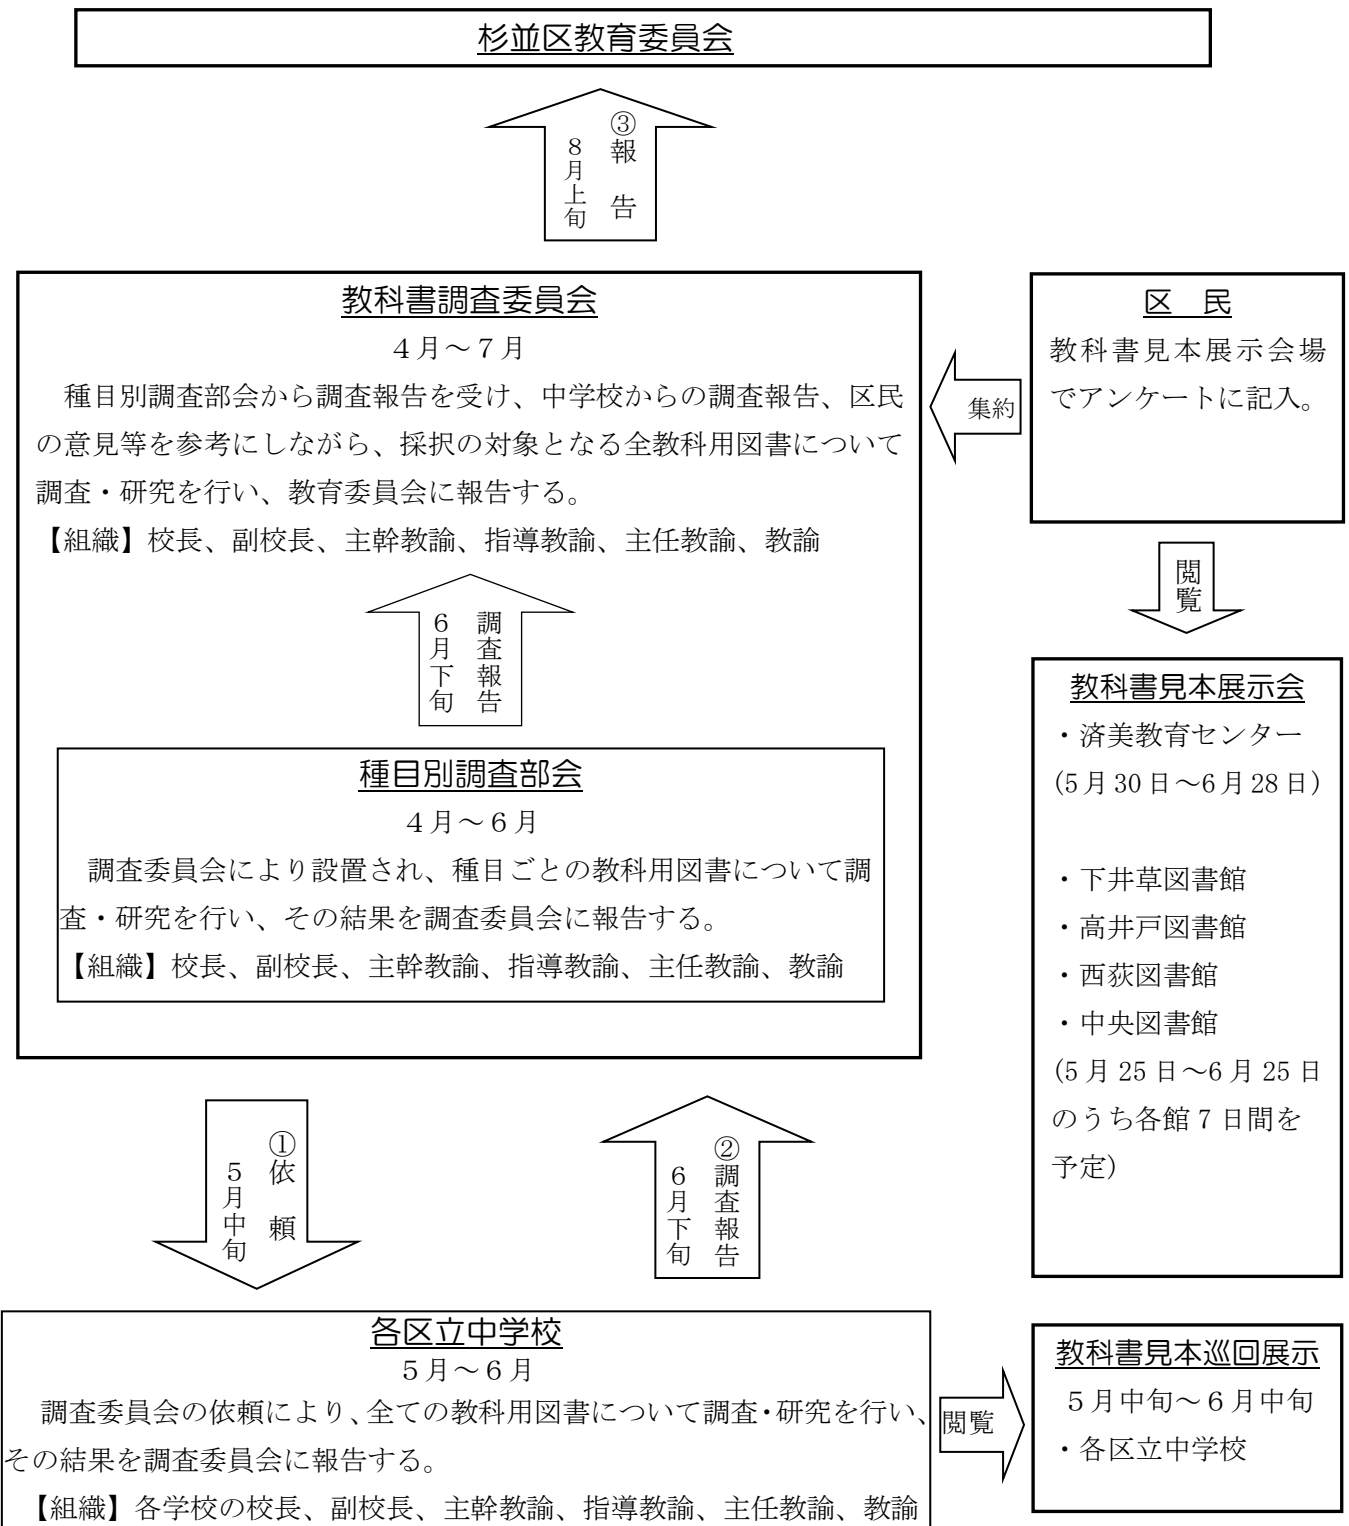 杉並区教育委員会
③報　告
８月上旬
教科書調査委員会
４月～７月
種目別調査部会から調査報告を受け、中学校からの調査報告、区民
の意見等を参考にしながら、採択の対象となる全教科用図書について
調査・研究を行い、教育委員会に報告する。
【組織】校長、副校長、主幹教諭、指導教諭、主任教諭、教諭
調査報告
６月下旬
種目別調査部会
４月～６月
調査委員会により設置され、種目ごとの教科用図書について調
査・研究を行い、その結果を調査委員会に報告する。
【組織】校長、副校長、主幹教諭、指導教諭、主任教諭、教諭
集約
区　民
教科書見本展示会場
でアンケートに記入。
閲覧
教科書見本展示会
・済美教育センター
(5月30日～6月28日)
・下井草図書館
・高井戸図書館
・西荻図書館
・中央図書館
(5月25日～6月25日
のうち各館7日間を
予定)
①依　頼
５月中旬
②調査報告
６月下旬
各区立中学校
５月～６月
調査委員会の依頼により、全ての教科用図書について調査・研究を行い、
その結果を調査委員会に報告する。
【組織】各学校の校長、副校長、主幹教諭、指導教諭、主任教諭、教諭
閲覧
教科書見本巡回展示
５月中旬～６月中旬
・各区立中学校